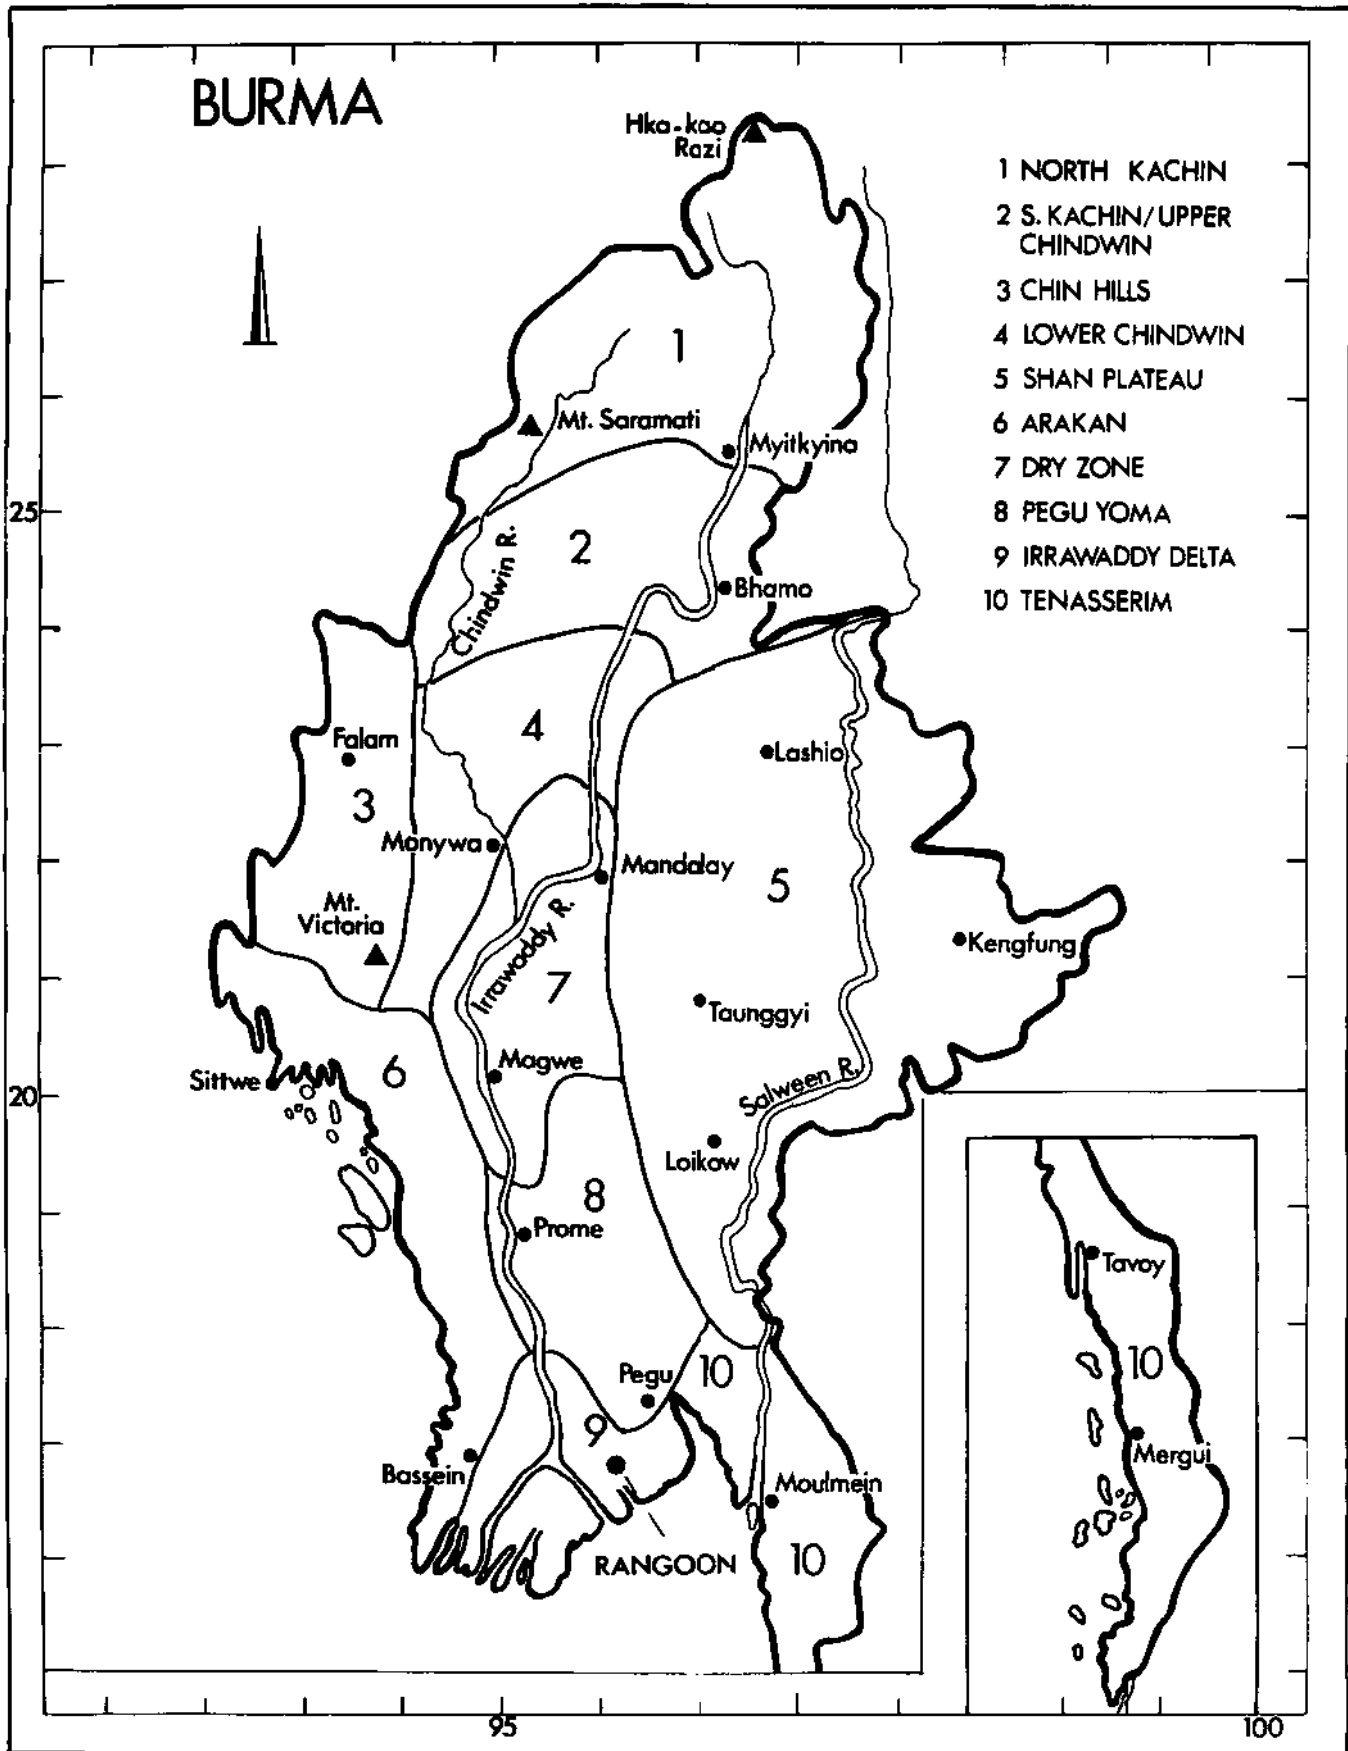 BURMA
Hka-kao
Razi
1 NORTH KACHIN
2 S. KACHIN/UPPER
CHINDWIN
3 CHIN HILLS
4 LOWER CHINDWIN
5 SHAN PLATEAU
6 ARAKAN
7 DRY ZONE
8 PEGU YOMA
9 IRRAWADDY DELTA
10 TENASSERIM
1
Mt. Saramati
Myitkyina
25
2
Chindwin R.
Bhamo
4
Falam
Lashio
3
Monywa
Mandalay
5
Mt.
Victoria
Irrawaddy R.
Kengfung
7
Taunggyi
6
Magwe
Sittwe
Salween R.
20
Loikaw
8
Prome
Tavoy
Pegu
10
10
9
Mergui
Bassein
Moulmein
RANGOON
10
95
100